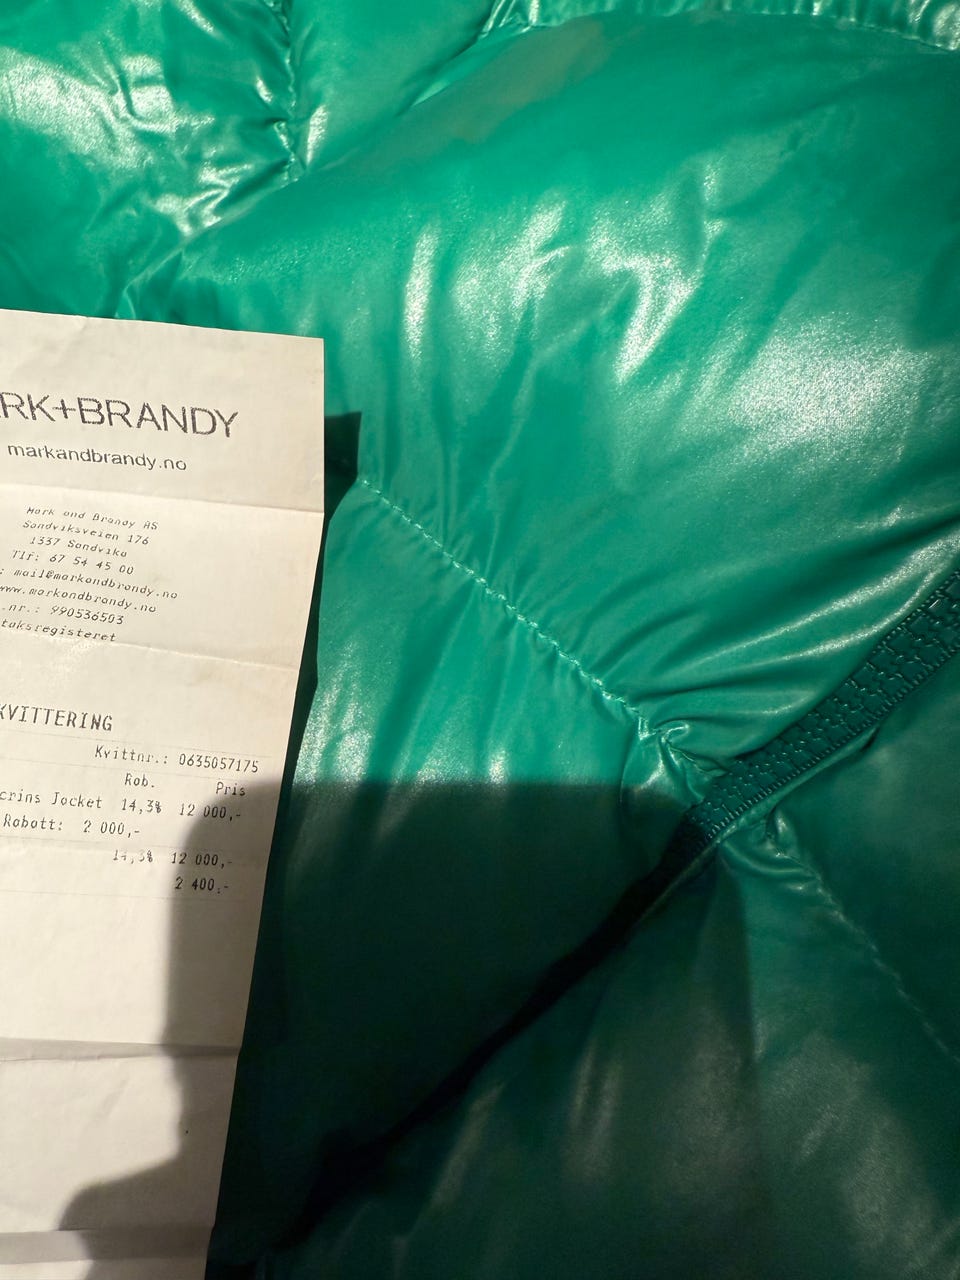 RK+BRANDY
markandbrandy.no
Mark and Brandy AS
Sandviksveien 176
1337 Sandvika
Tlf: 67 54 45 00
: mail@markandbrandy.no
www.markandbrandy.no
.nr.: 990536503
taksregisteret
KVITTERING
Kvittnr.: 0635057175
Rob. Pris
crins Jacket 14,3% 12 000,-
Rabatt: 2 000,-
14,3% 12 000,-
2 400,-